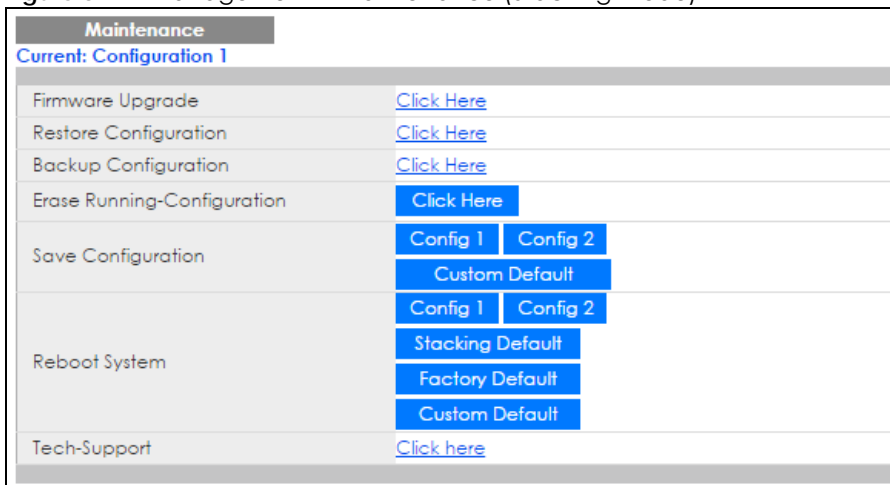 Maintenance
Current: Configuration 1
Firmware Upgrade Click Here
Restore Configuration Click Here
Backup Configuration Click Here
Erase Running-Configuration Click Here
Save Configuration Config 1 Config 2
Custom Default
Reboot System Config 1 Config 2
Stacking Default
Factory Default
Custom Default
Tech-Support Click here